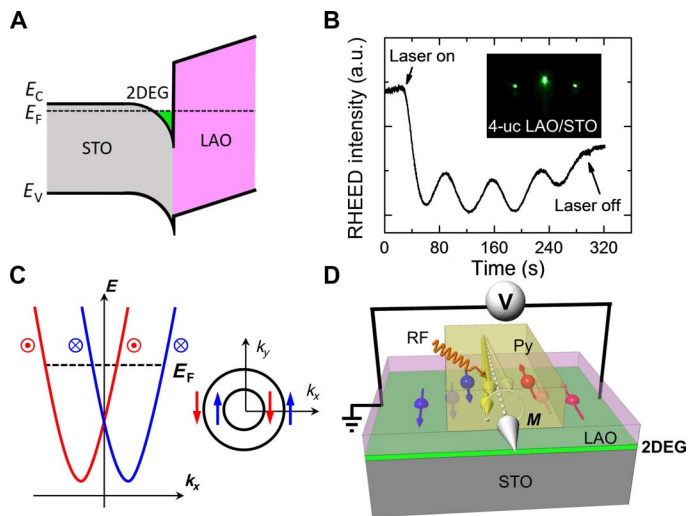 A
E_C
E_F
E_V
2DEG
STO
LAO
B
RHEED intensity (a.u.)
Laser on
4-uc LAO/STO
Laser off
0 80 160 240 320
Time (s)
C
E
E_F
k_x
k_y
k_x
D
V
RF
Py
M
LAO
2DEG
STO